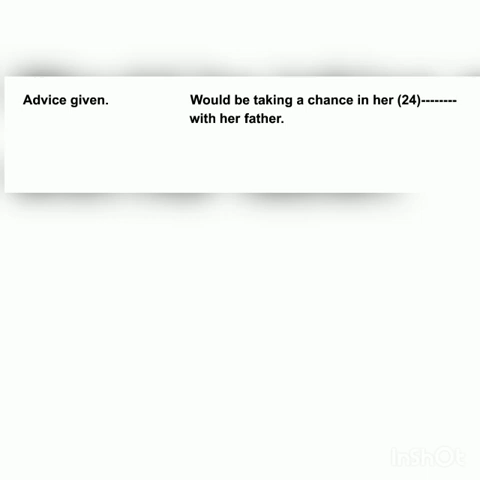 Advice given. Would be taking a chance in her (24)--------
with her father.
InShOt